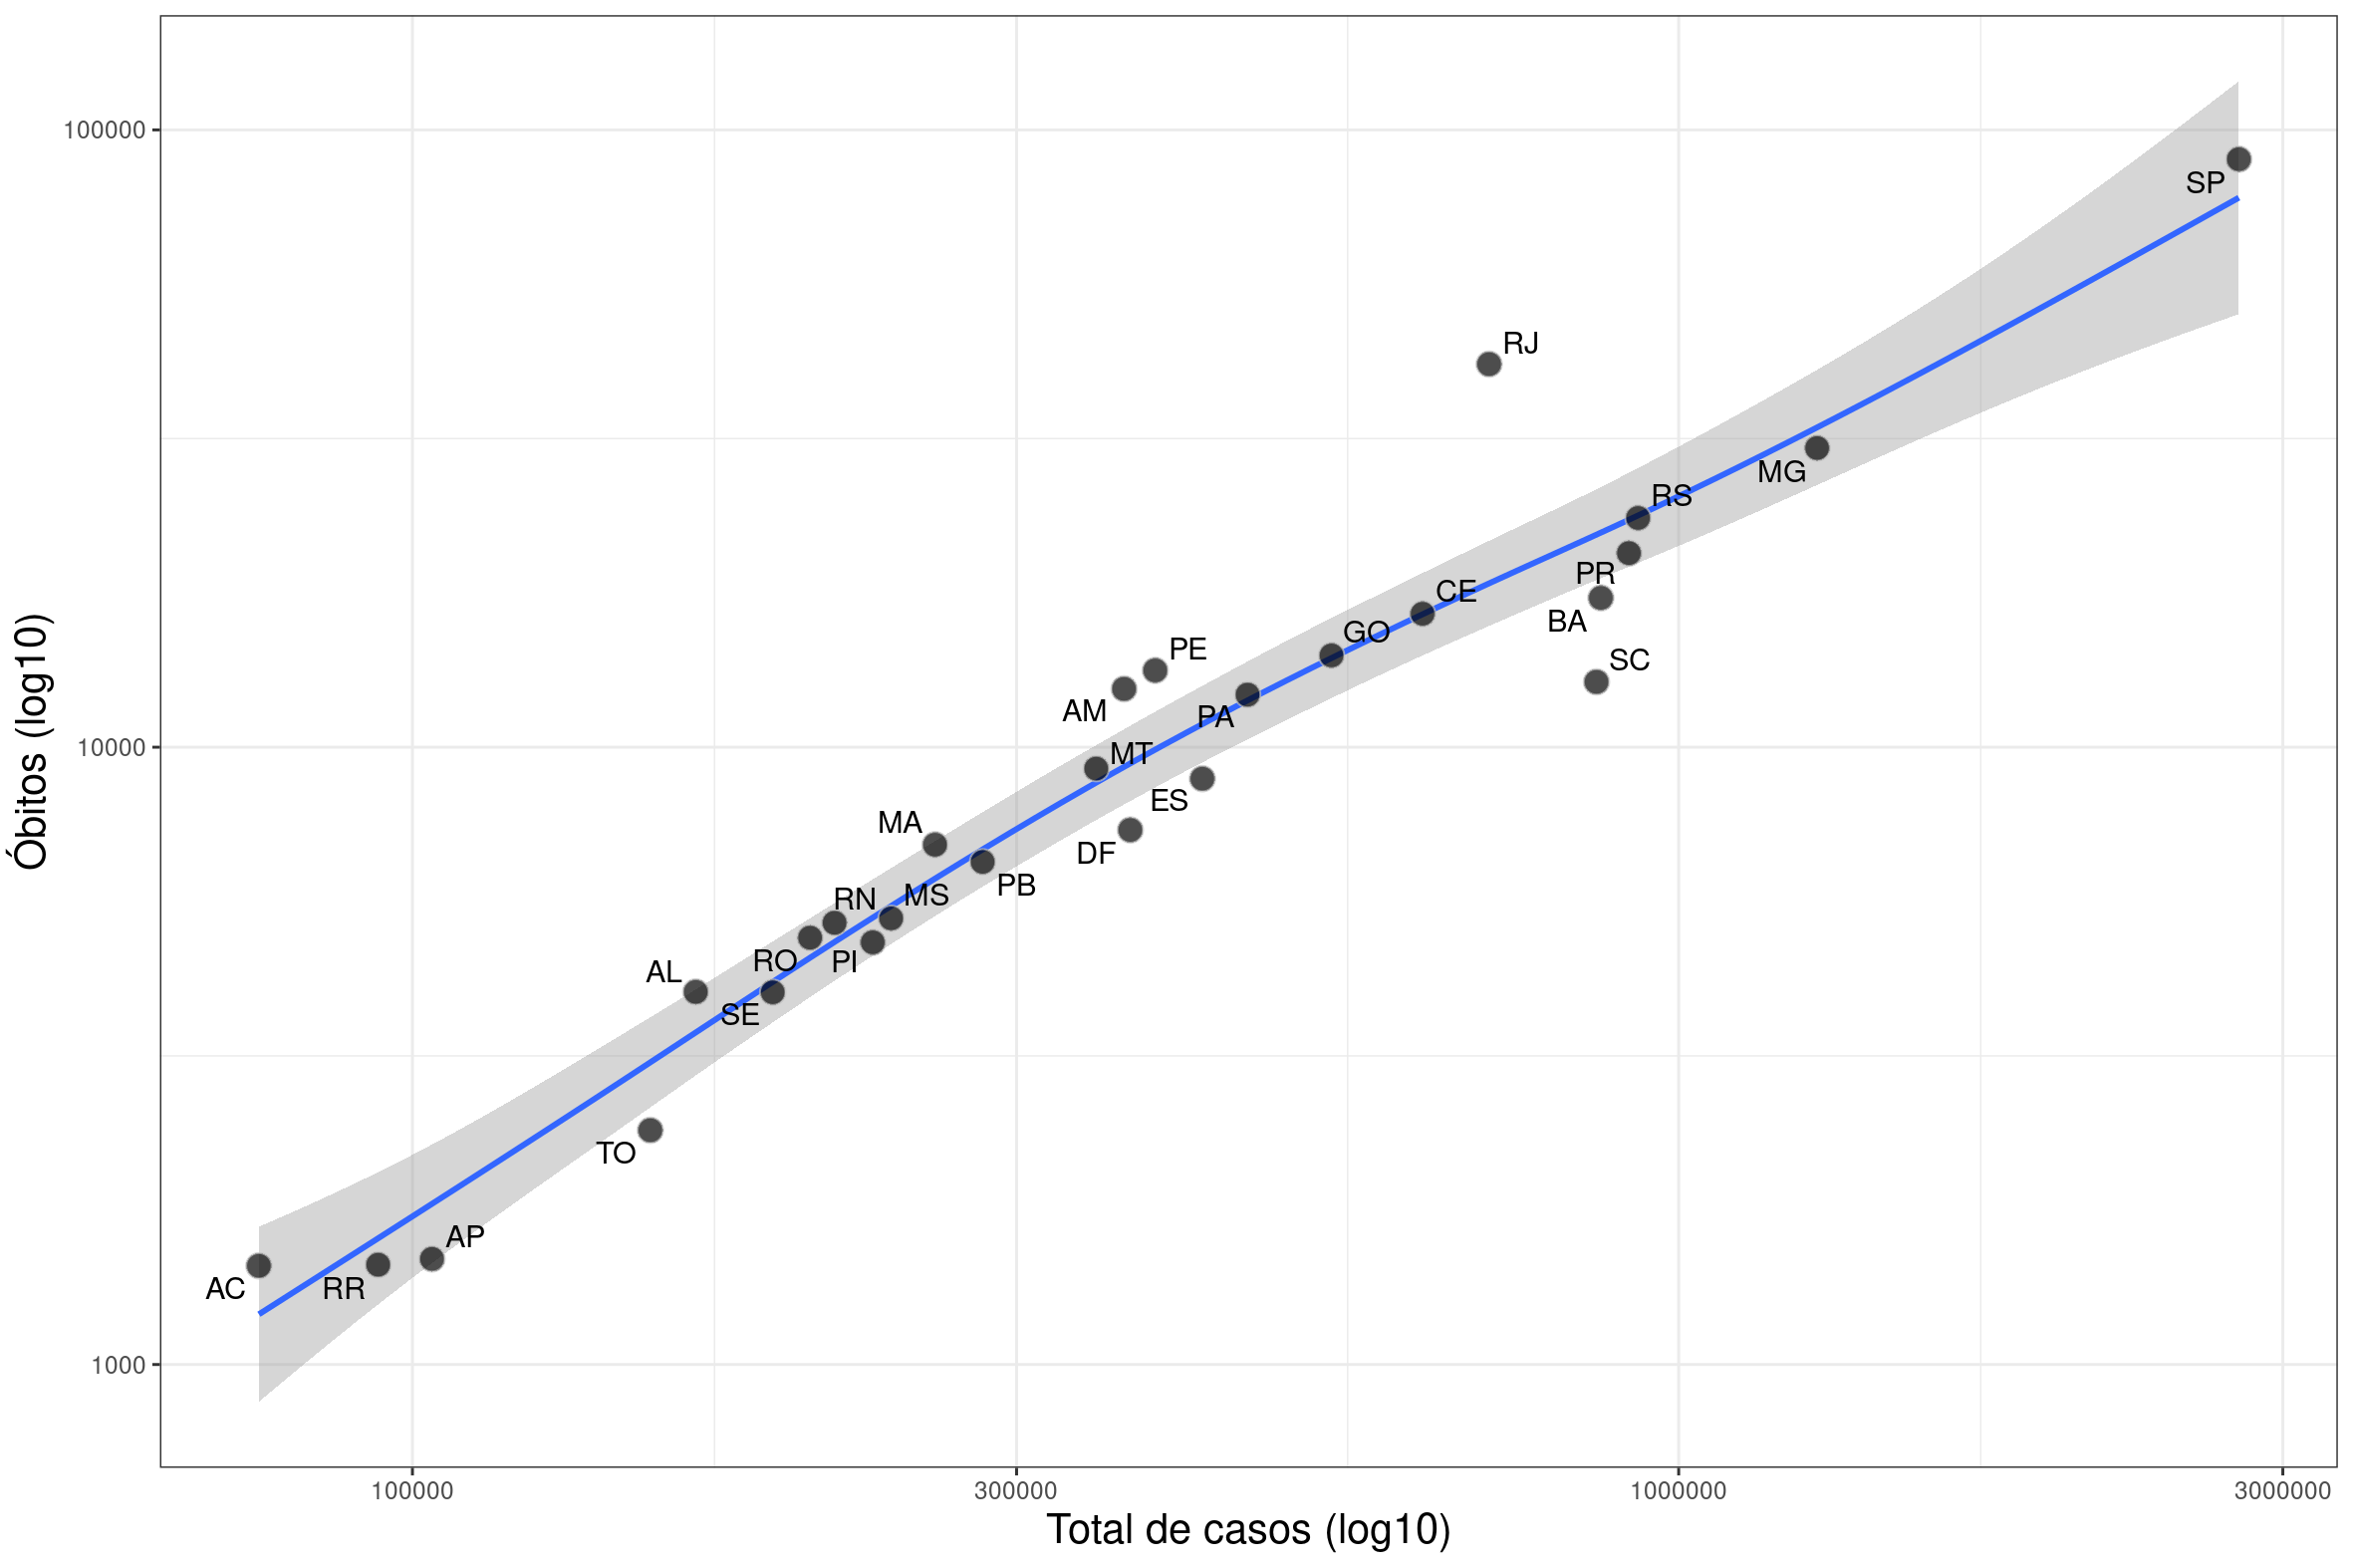 100000
SP
RJ
MG
RS
PR
CE
BA
GO
PE
SC
AM
PA
10000
MT
ES
MA
DF
PB
RN
MS
RO
PI
AL
SE
TO
AP
AC
RR
1000
Óbitos (log10)
100000
300000
1000000
3000000
Total de casos (log10)